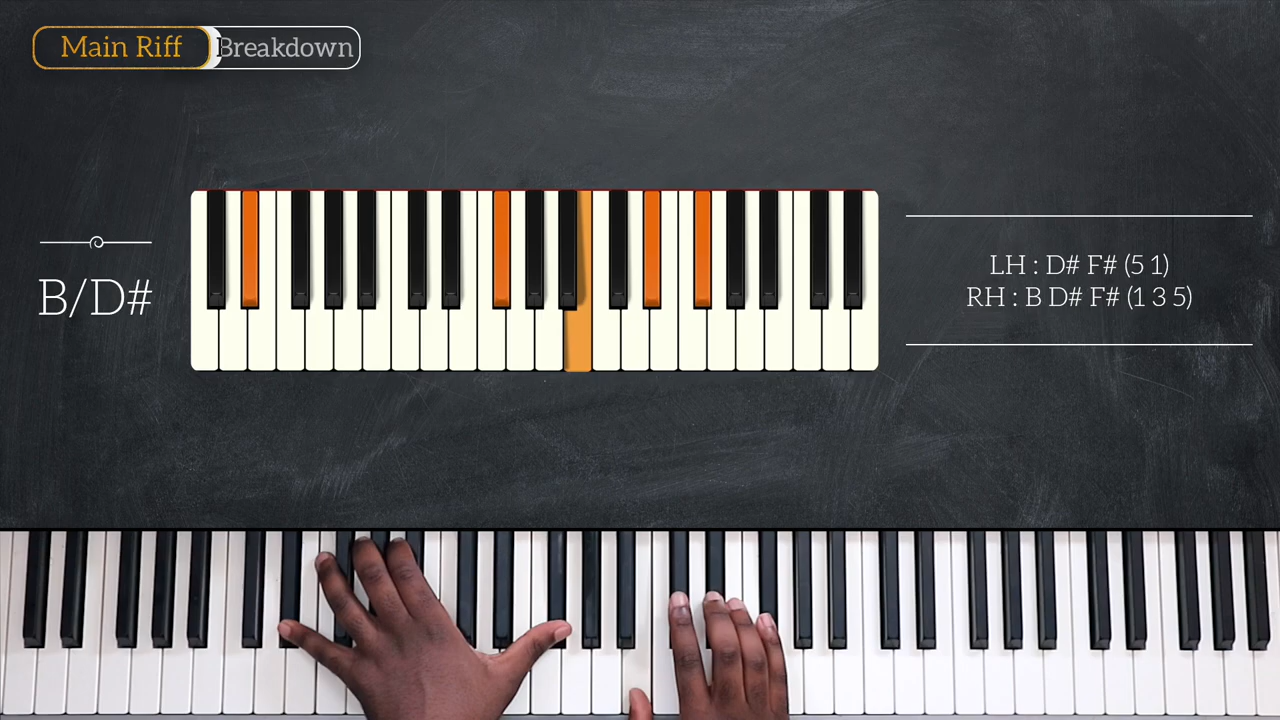 Main Riff Breakdown
B/D#
LH : D# F# (5 1)
RH : B D# F# (1 3 5)